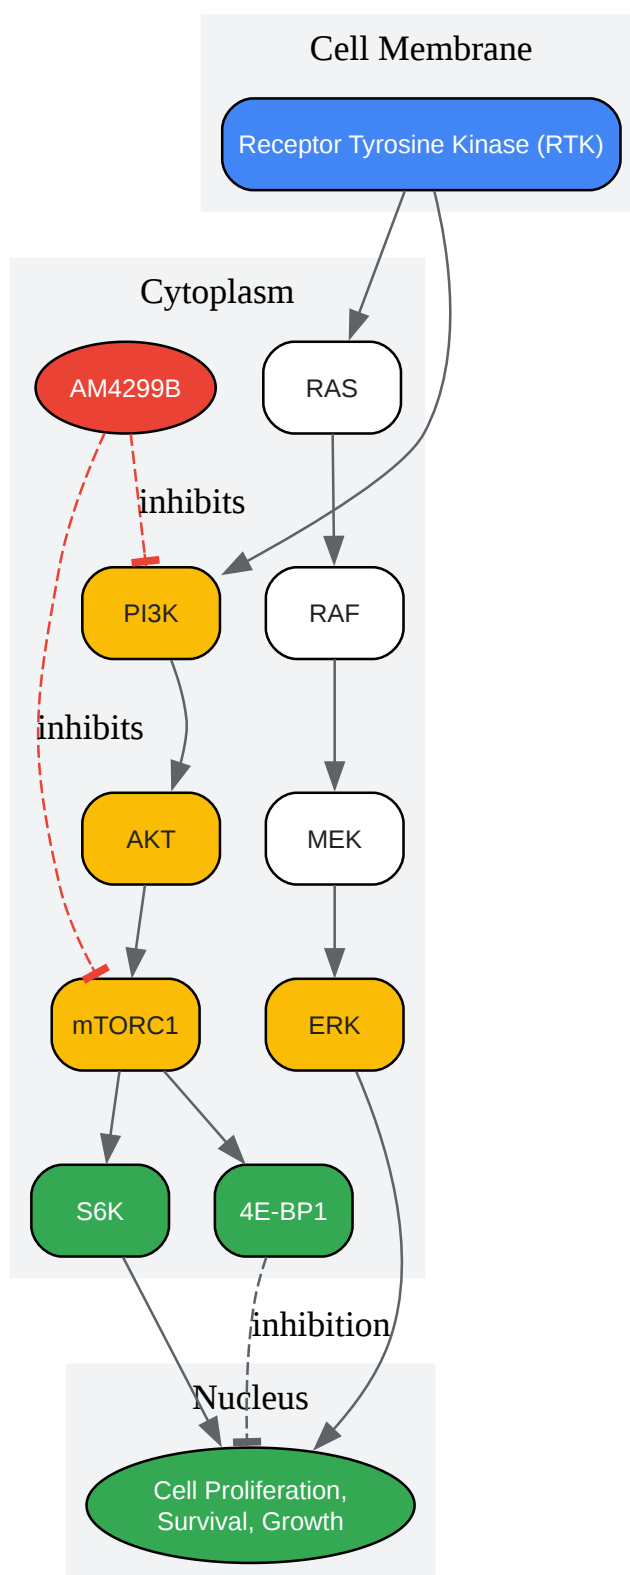 Cell Membrane
Receptor Tyrosine Kinase (RTK)
Cytoplasm
AM4299B
RAS
inhibits
PI3K
RAF
inhibits
AKT
MEK
mTORC1
ERK
S6K
4E-BP1
inhibition
Nucleus
Cell Proliferation,
Survival, Growth